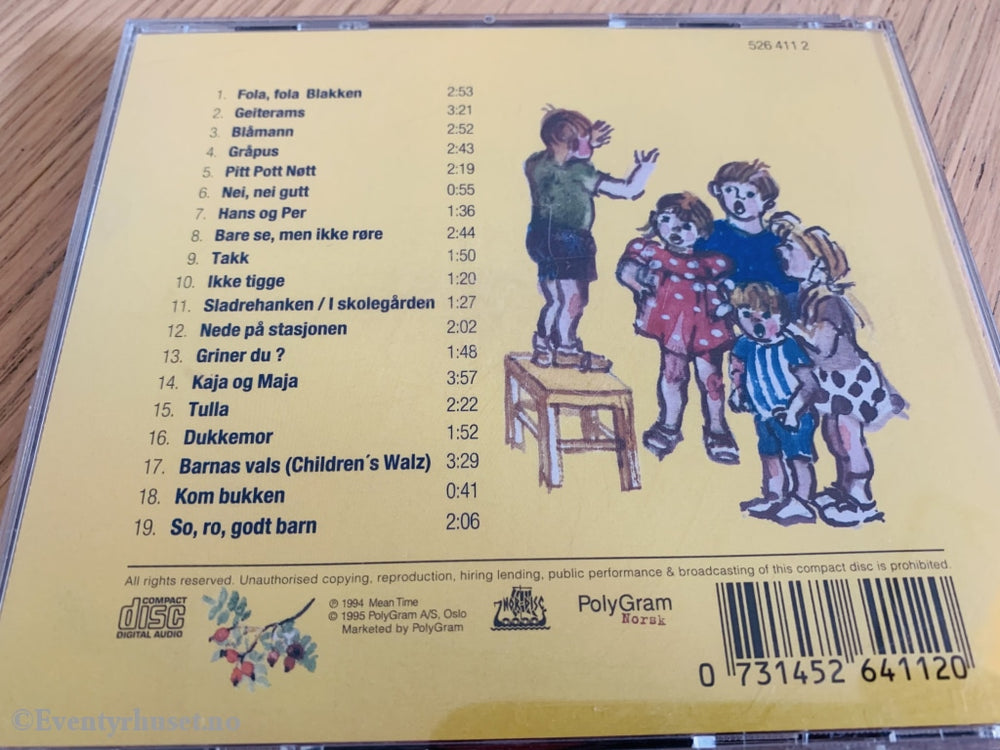 526 411 2
1. Fola, fola Blakken 2:53
2. Geiterams 3:21
3. Blåmann 2:52
4. Gråpus 2:43
5. Pitt Pott Nøtt 2:19
6. Nei, nei gutt 0:55
7. Hans og Per 1:36
8. Bare se, men ikke røre 2:44
9. Takk 1:50
10. Ikke tigge 1:20
11. Sladrehanken / I skolegården 1:27
12. Nede på stasjonen 2:02
13. Griner du ? 1:48
14. Kaja og Maja 3:57
15. Tulla 2:22
16. Dukkemor 1:52
17. Barnas vals (Children´s Walz) 3:29
18. Kom bukken 0:41
19. So, ro, godt barn 2:06
All rights reserved. Unauthorised copying, reproduction, hiring lending, public performance & broadcasting of this compact disc is prohibited.
COMPACT
disc
DIGITAL AUDIO
℗ 1994 Mean Time
© 1995 PolyGram A/S, Oslo
Marketed by PolyGram
NORDISC
PolyGram
Norsk
0 731452 641120
©Eventyrhuset.no